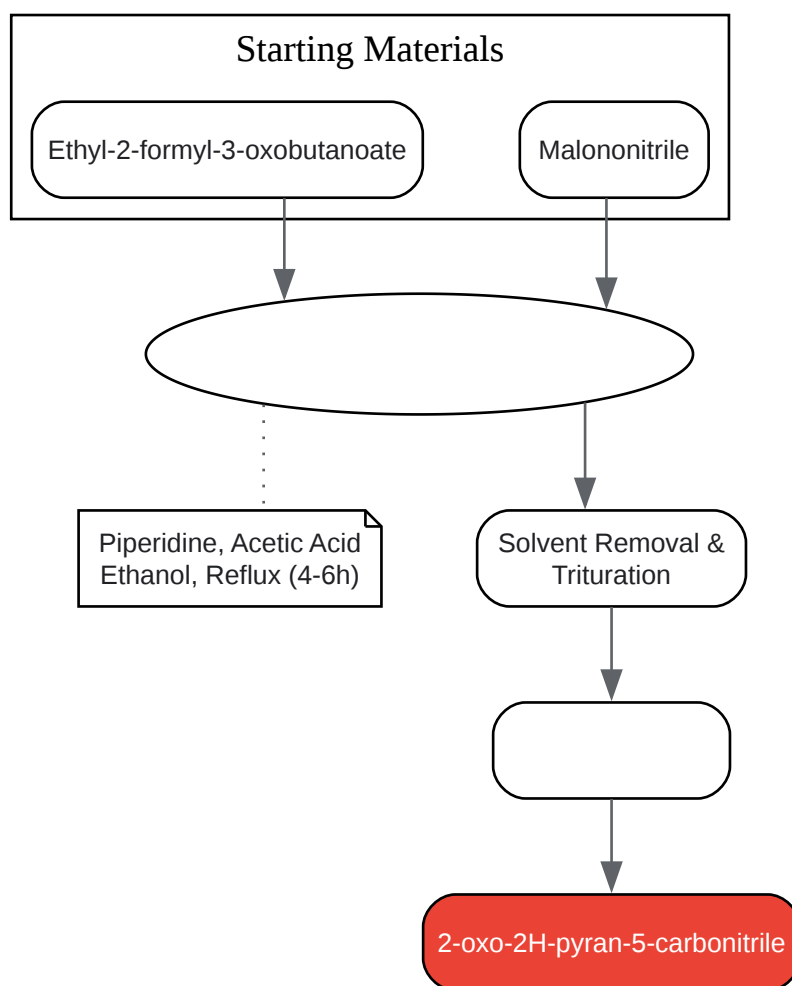 Starting Materials
Ethyl-2-formyl-3-oxobutanoate
Malononitrile
Piperidine, Acetic Acid
Ethanol, Reflux (4-6h)
Solvent Removal &
Trituration
2-oxo-2H-pyran-5-carbonitrile